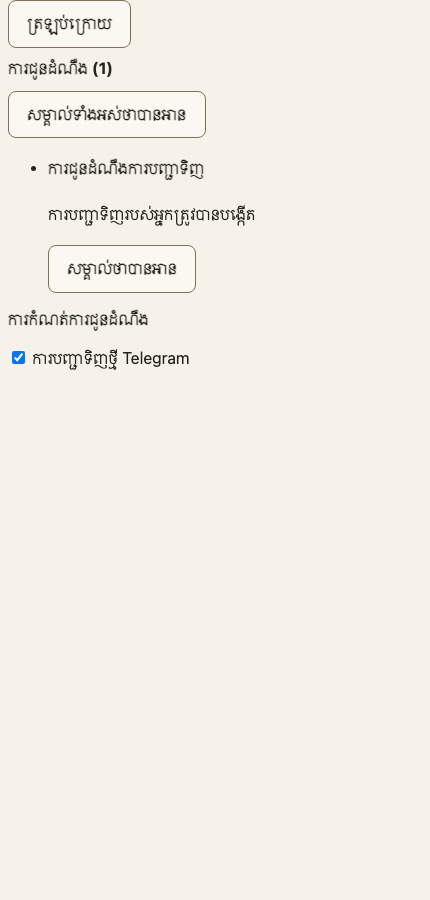 ត្រឡប់ក្រោយ
ការជូនដំណឹង (1)
សម្គាល់ទាំងអស់ថាបានអាន
ការជូនដំណឹងការបញ្ជាទិញ
ការបញ្ជាទិញរបស់អ្នកត្រូវបានបង្កើត
សម្គាល់ថាបានអាន
ការកំណត់ការជូនដំណឹង
ការបញ្ជាទិញថ្មី Telegram